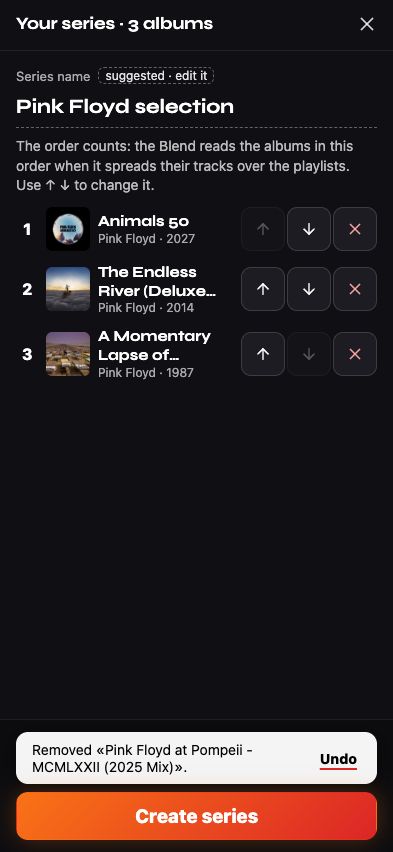 Your series · 3 albums
Series name suggested · edit it
Pink Floyd selection
The order counts: the Blend reads the albums in this
order when it spreads their tracks over the playlists.
Use ↑ ↓ to change it.
1 Animals 50
Pink Floyd · 2027
2 The Endless
River (Deluxe...
Pink Floyd · 2014
3 A Momentary
Lapse of...
Pink Floyd · 1987
Removed «Pink Floyd at Pompeii -
MCMLXXII (2025 Mix)».
Undo
Create series